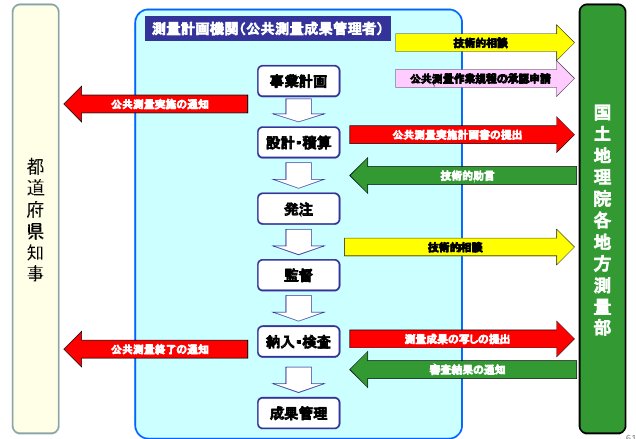 測量計画機関(公共測量成果管理者)
技術的相談
公共測量作業規程の承認申請
事業計画
公共測量実施の通知
設計・積算
公共測量実施計画書の提出
技術的助言
発注
技術的相談
監督
納入・検査
測量成果の写しの提出
公共測量終了の通知
審査結果の通知
成果管理
都道府県知事
国土地理院各地方測量部
61